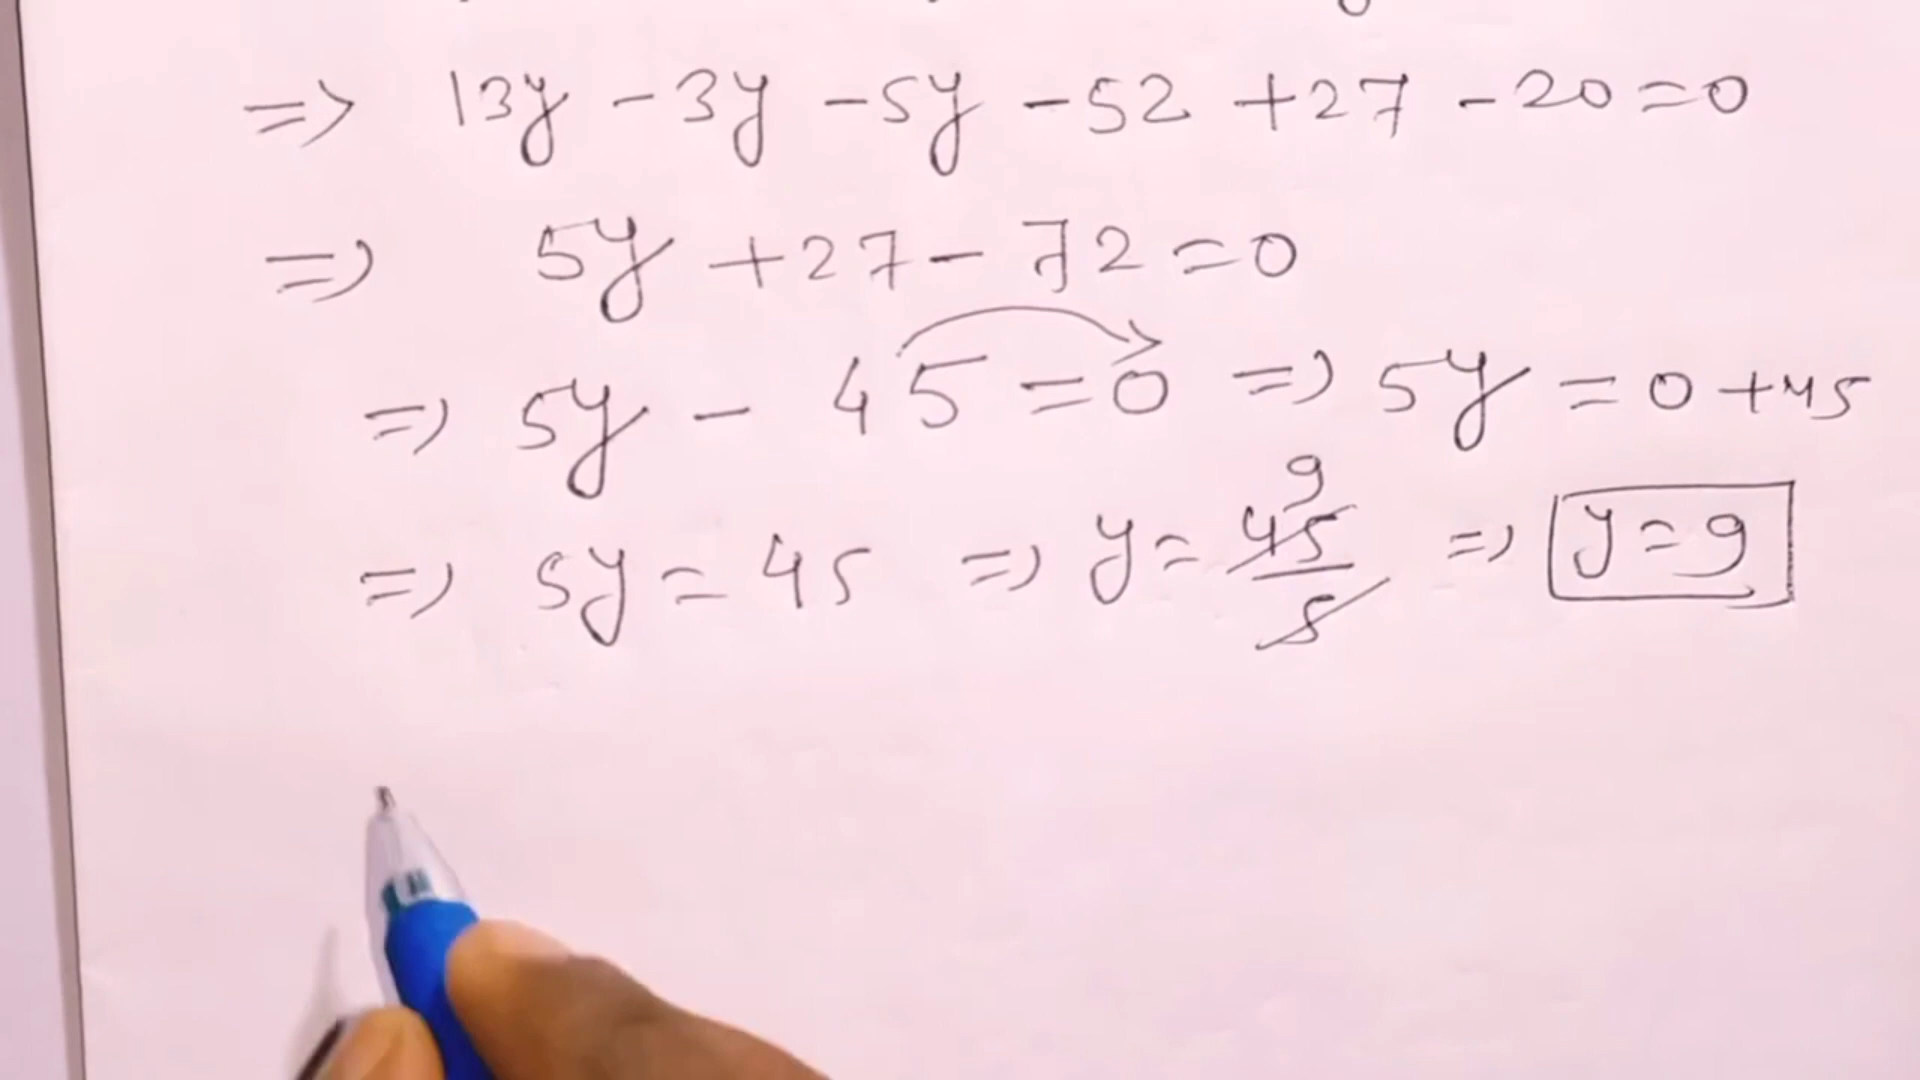 => 13y - 3y - 5y - 52 + 27 - 20 = 0
=> 5y + 27 - 72 = 0
=> 5y - 45 = 0 => 5y = 0 + 45
=> 5y = 45 => y = 45/5 9 => y = 9